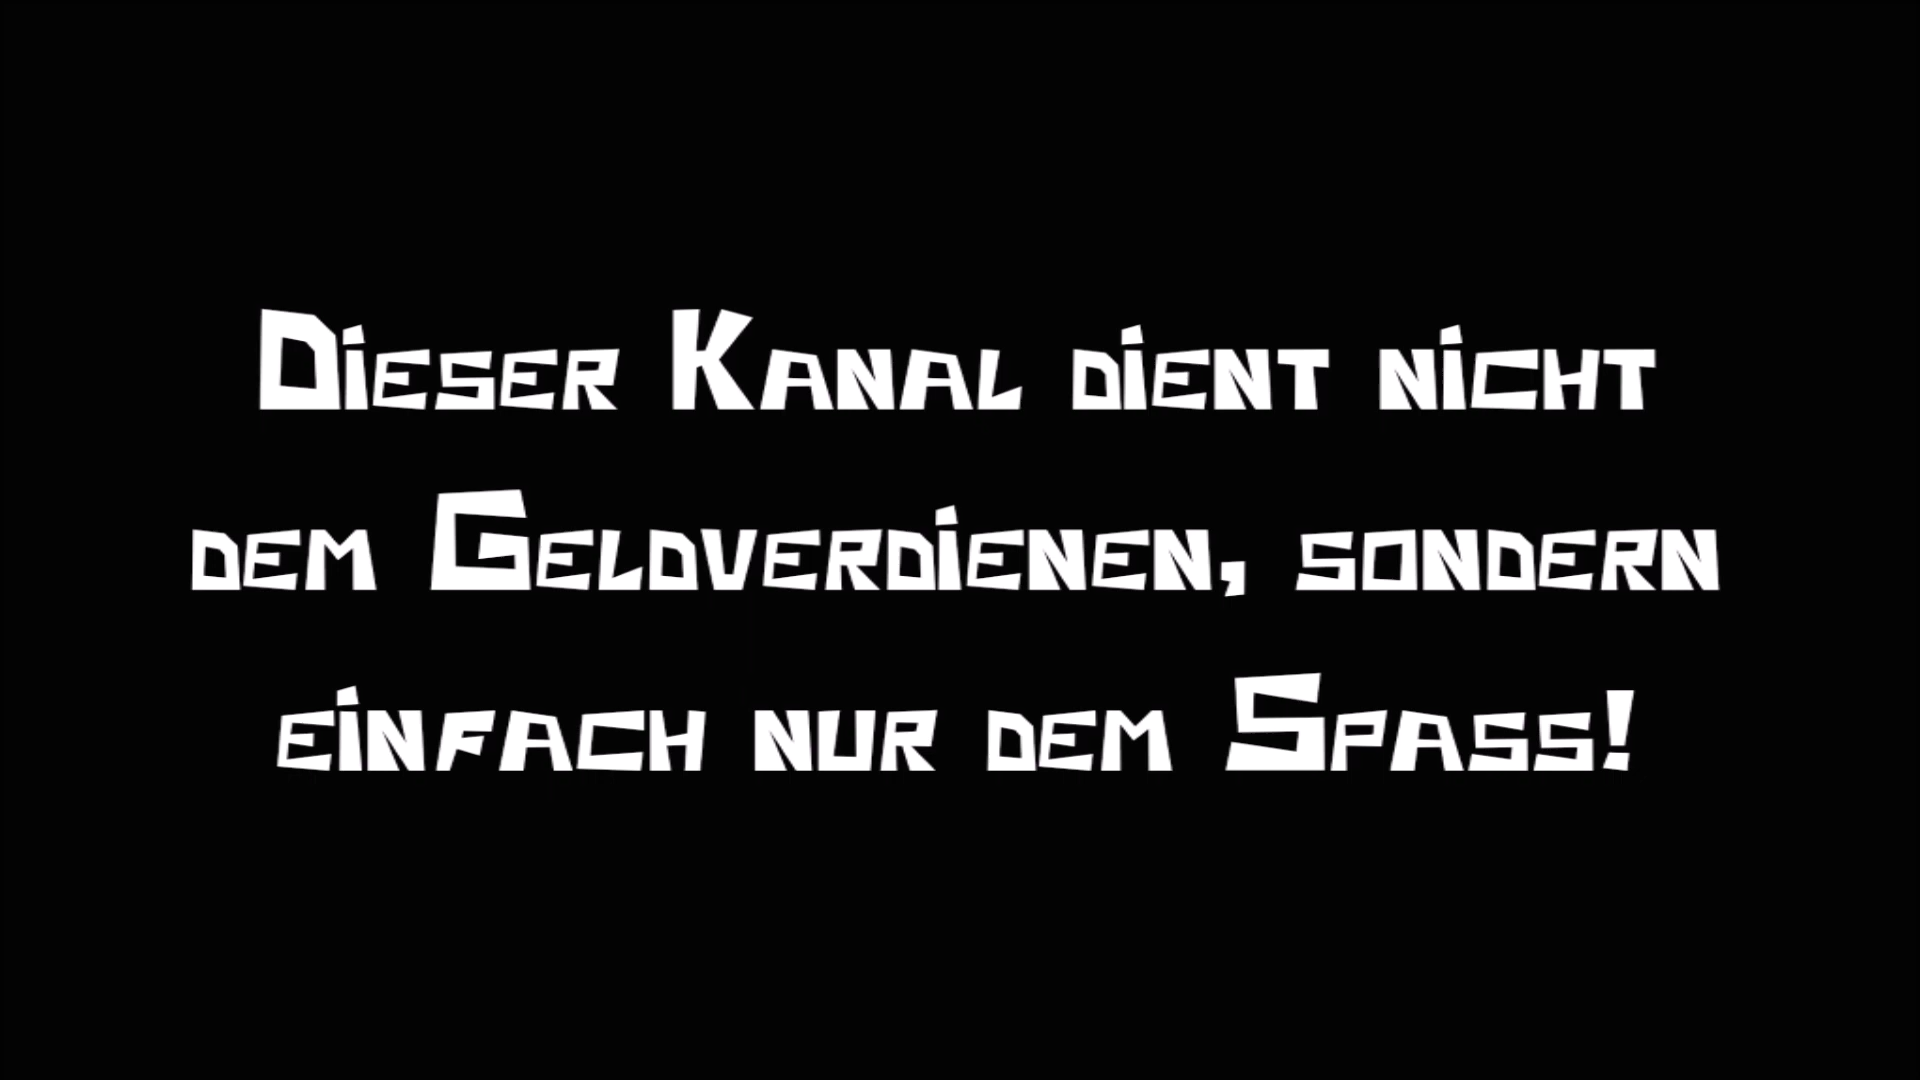 Dieser Kanal dient nicht
dem Geldverdienen, sondern
einfach nur dem Spass!